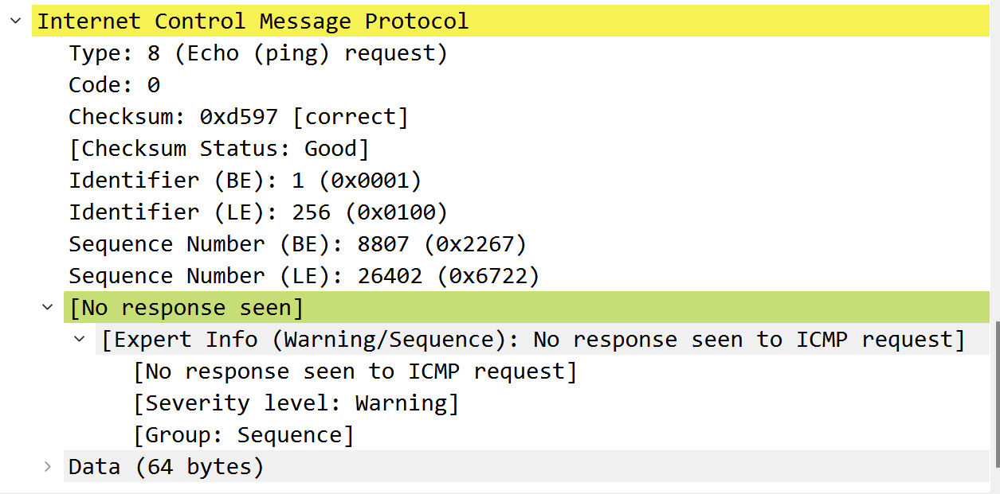 Internet Control Message Protocol
Type: 8 (Echo (ping) request)
Code: 0
Checksum: 0xd597 [correct]
[Checksum Status: Good]
Identifier (BE): 1 (0x0001)
Identifier (LE): 256 (0x0100)
Sequence Number (BE): 8807 (0x2267)
Sequence Number (LE): 26402 (0x6722)
[No response seen]
[Expert Info (Warning/Sequence): No response seen to ICMP request]
[No response seen to ICMP request]
[Severity level: Warning]
[Group: Sequence]
Data (64 bytes)